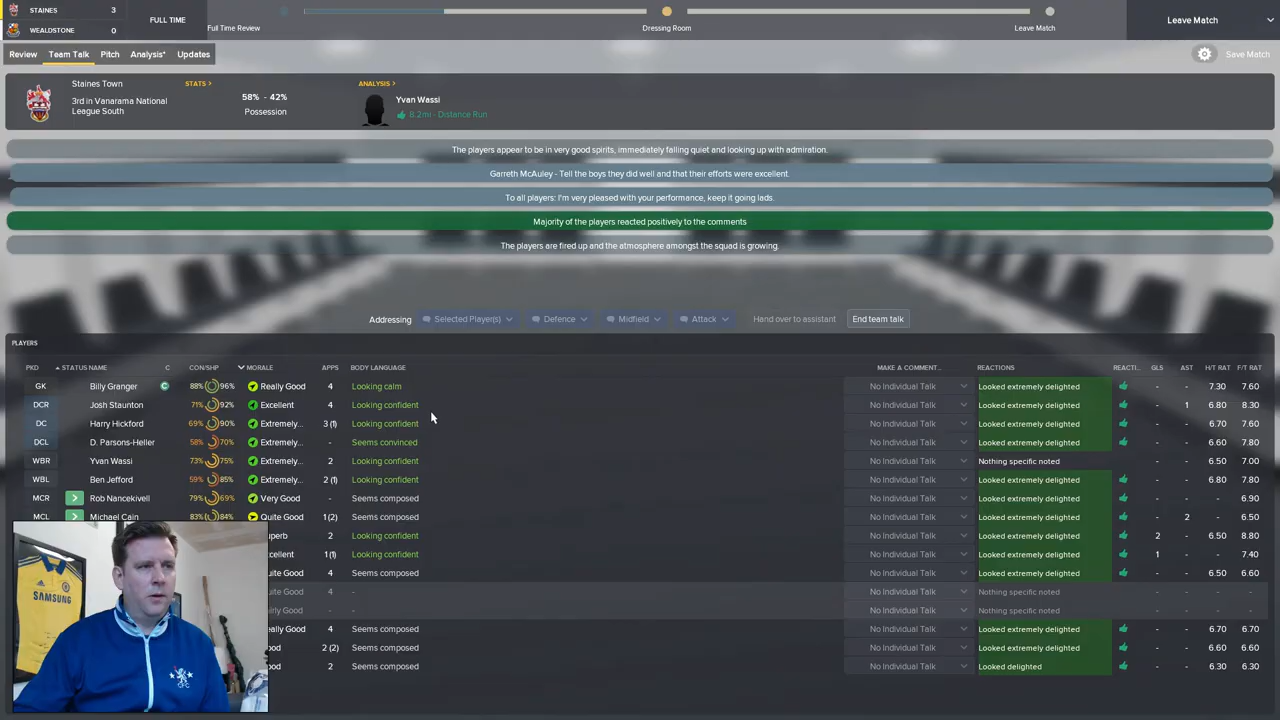 STAINES 3
WEALDSTONE 0
FULL TIME
Full Time Review
Dressing Room
Leave Match
Leave Match
Review Team Talk Pitch Analysis* Updates
Save Match
Staines Town
3rd in Vanarama National
League South
STATS >
58% - 42%
Possession
ANALYSIS >
Yvan Wassi
8.2mi - Distance Run
The players appear to be in very good spirits, immediately falling quiet and looking up with admiration.
Garreth McAuley - Tell the boys they did well and that their efforts were excellent.
To all players: I'm very pleased with your performance, keep it going lads.
Majority of the players reacted positively to the comments
The players are fired up and the atmosphere amongst the squad is growing.
Addressing Selected Player(s) Defence Midfield Attack Hand over to assistant End team talk
PLAYERS
PKD STATUS NAME C CON/SHP MORALE APPS BODY LANGUAGE MAKE A COMMENT... REACTIONS REACTI... GLS AST H/T RAT F/T RAT
GK Billy Granger C 88% 96% Really Good 4 Looking calm No Individual Talk Looked extremely delighted - - 7.30 7.60
DCR Josh Staunton 71% 92% Excellent 4 Looking confident No Individual Talk Looked extremely delighted - 1 6.80 8.30
DC Harry Hickford 69% 90% Extremely... 3 (1) Looking confident No Individual Talk Looked extremely delighted - - 6.70 7.60
DCL D. Parsons-Heller 58% 70% Extremely... - Seems convinced No Individual Talk Looked extremely delighted - - 6.60 7.80
WBR Yvan Wassi 73% 75% Extremely... 2 Looking confident No Individual Talk Nothing specific noted - - 6.50 7.00
WBL Ben Jefford 59% 85% Extremely... 2 (1) Looking confident No Individual Talk Looked extremely delighted - - 6.80 7.80
MCR Rob Nancekivell 79% 69% Very Good - Seems composed No Individual Talk Looked extremely delighted - - - 6.90
MCL Michael Cain 83% 84% Quite Good 1 (2) Seems composed No Individual Talk Looked extremely delighted - 2 - 6.50
uperb 2 Looking confident No Individual Talk Looked extremely delighted 2 - 6.50 8.80
xcellent 1 (1) Looking confident No Individual Talk Looked extremely delighted 1 - - 7.40
uite Good 4 Seems composed No Individual Talk Looked extremely delighted - - 6.50 6.60
uite Good 4 - No Individual Talk Nothing specific noted - - - -
airly Good - - No Individual Talk Nothing specific noted - - - -
eally Good 4 Seems composed No Individual Talk Looked extremely delighted - - 6.70 6.70
ood 2 (2) Seems composed No Individual Talk Looked extremely delighted - - 6.60 6.60
ood 2 Seems composed No Individual Talk Looked delighted - - 6.30 6.30
SAMSUNG
CFC